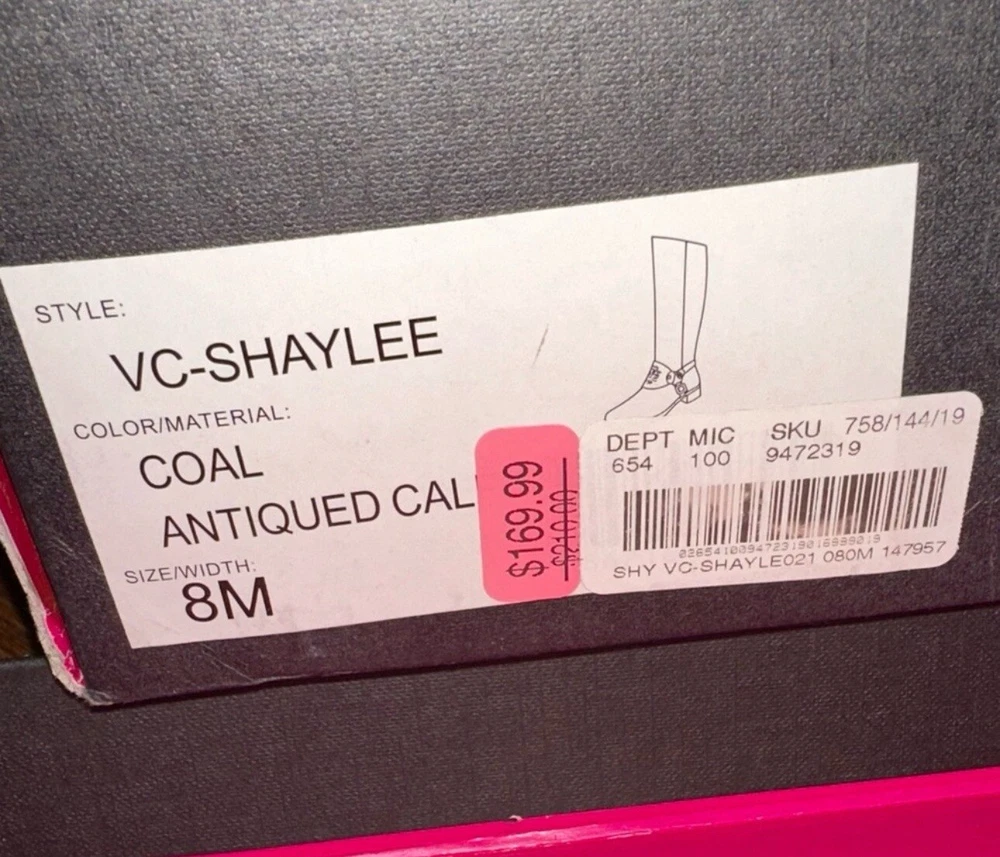 STYLE:
VC-SHAYLEE
COLOR/MATERIAL:
COAL
ANTIQUED CAL
SIZE/WIDTH:
8M
$169.99
$210.00
DEPT MIC SKU 758/144/19
654 100 9472319
SHY VC-SHAYLE021 080M 147957